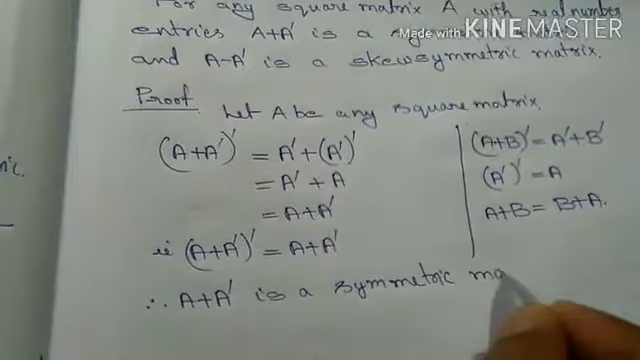 For any square matrix A with real number
entries A+A' is a
Made with KINEMASTER
and A-A' is a skewsymmetric matrix.
Proof Let A be any square matrix.
(A+A')' = A' + (A')'
= A' + A
= A+A'
ie (A+A')' = A+A'
∴ A+A' is a symmetric ma
(A+B)' = A'+B'
(A')' = A
A+B = B+A.